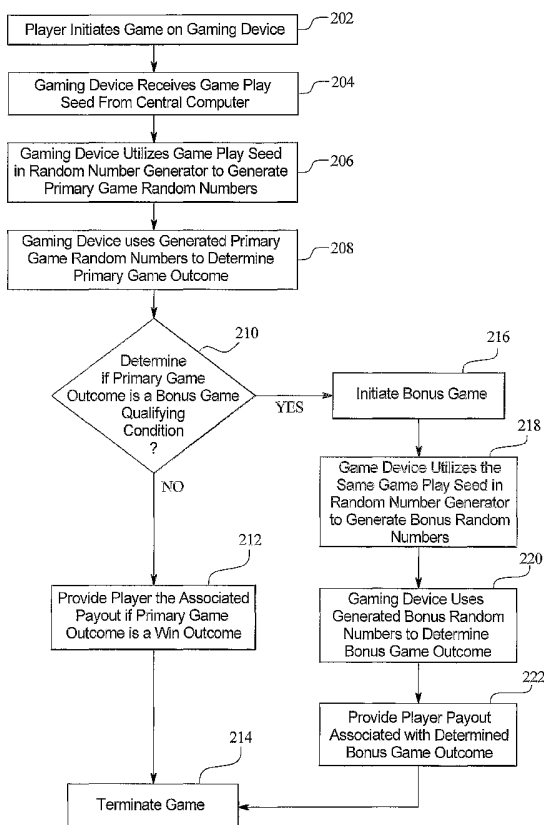 Player Initiates Game on Gaming Device
202
Gaming Device Receives Game Play
Seed From Central Computer
204
Gaming Device Utilizes Game Play Seed
in Random Number Generator to Generate
Primary Game Random Numbers
206
Gaming Device uses Generated Primary
Game Random Numbers to Determine
Primary Game Outcome
208
210
Determine
if Primary Game
Outcome is a Bonus Game
Qualifying
Condition
?
YES
NO
216
Initiate Bonus Game
218
Game Device Utilizes the
Same Game Play Seed in
Random Number Generator
to Generate Bonus Random
Numbers
212
Provide Player the Associated
Payout if Primary Game
Outcome is a Win Outcome
220
Gaming Device Uses
Generated Bonus Random
Numbers to Determine
Bonus Game Outcome
222
Provide Player Payout
Associated with Determined
Bonus Game Outcome
214
Terminate Game